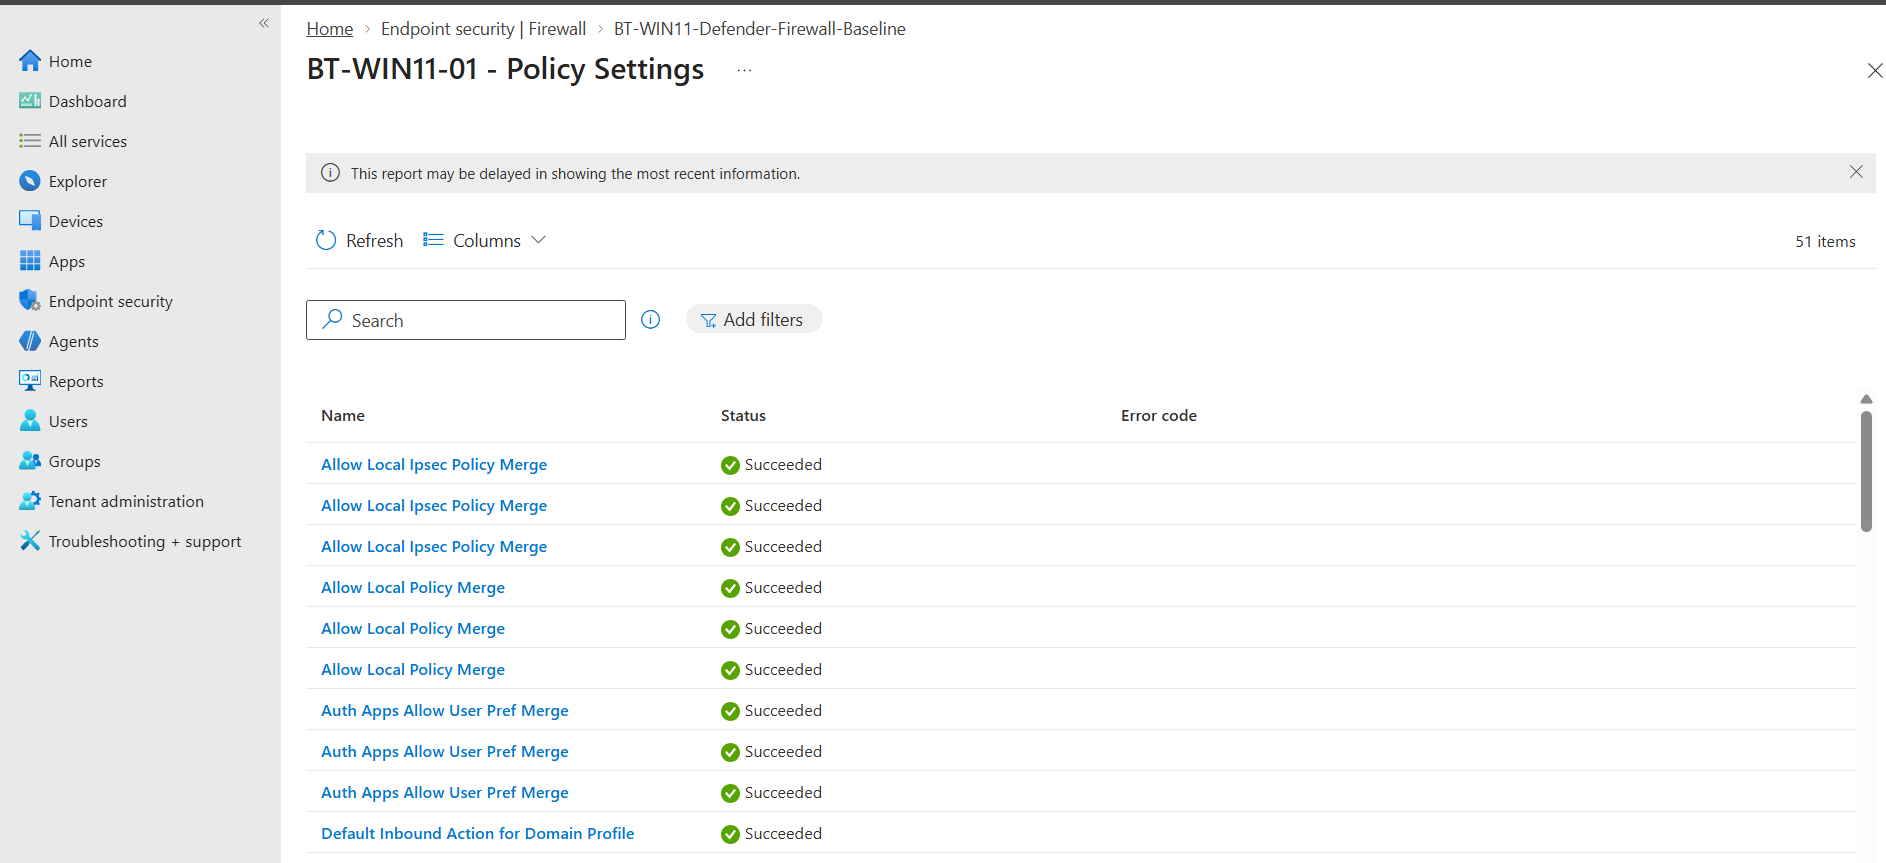 Home
Dashboard
All services
Explorer
Devices
Apps
Endpoint security
Agents
Reports
Users
Groups
Tenant administration
Troubleshooting + support
Home > Endpoint security | Firewall > BT-WIN11-Defender-Firewall-Baseline
BT-WIN11-01 - Policy Settings ...
This report may be delayed in showing the most recent information.
Refresh Columns 51 items
Search Add filters
Name Status Error code
Allow Local Ipsec Policy Merge Succeeded
Allow Local Ipsec Policy Merge Succeeded
Allow Local Ipsec Policy Merge Succeeded
Allow Local Policy Merge Succeeded
Allow Local Policy Merge Succeeded
Allow Local Policy Merge Succeeded
Auth Apps Allow User Pref Merge Succeeded
Auth Apps Allow User Pref Merge Succeeded
Auth Apps Allow User Pref Merge Succeeded
Default Inbound Action for Domain Profile Succeeded